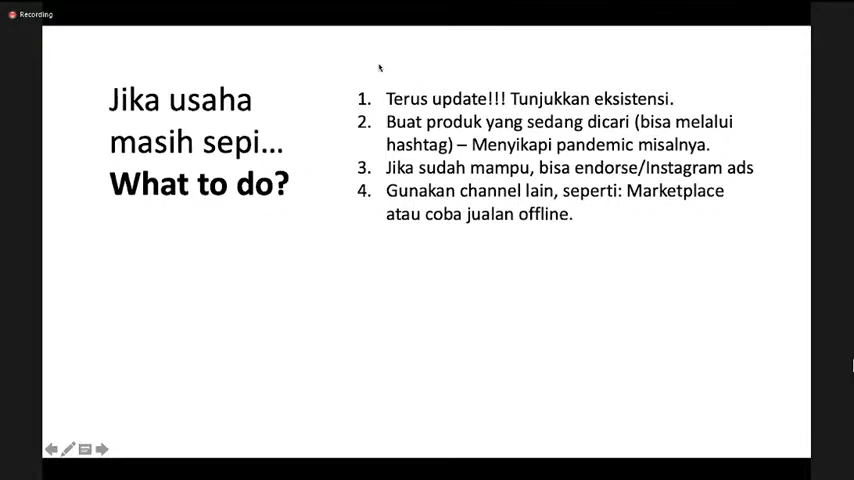 Recording
Jika usaha
masih sepi...
What to do?
1. Terus update!!! Tunjukkan eksistensi.
2. Buat produk yang sedang dicari (bisa melalui
hashtag) – Menyikapi pandemic misalnya.
3. Jika sudah mampu, bisa endorse/Instagram ads
4. Gunakan channel lain, seperti: Marketplace
atau coba jualan offline.